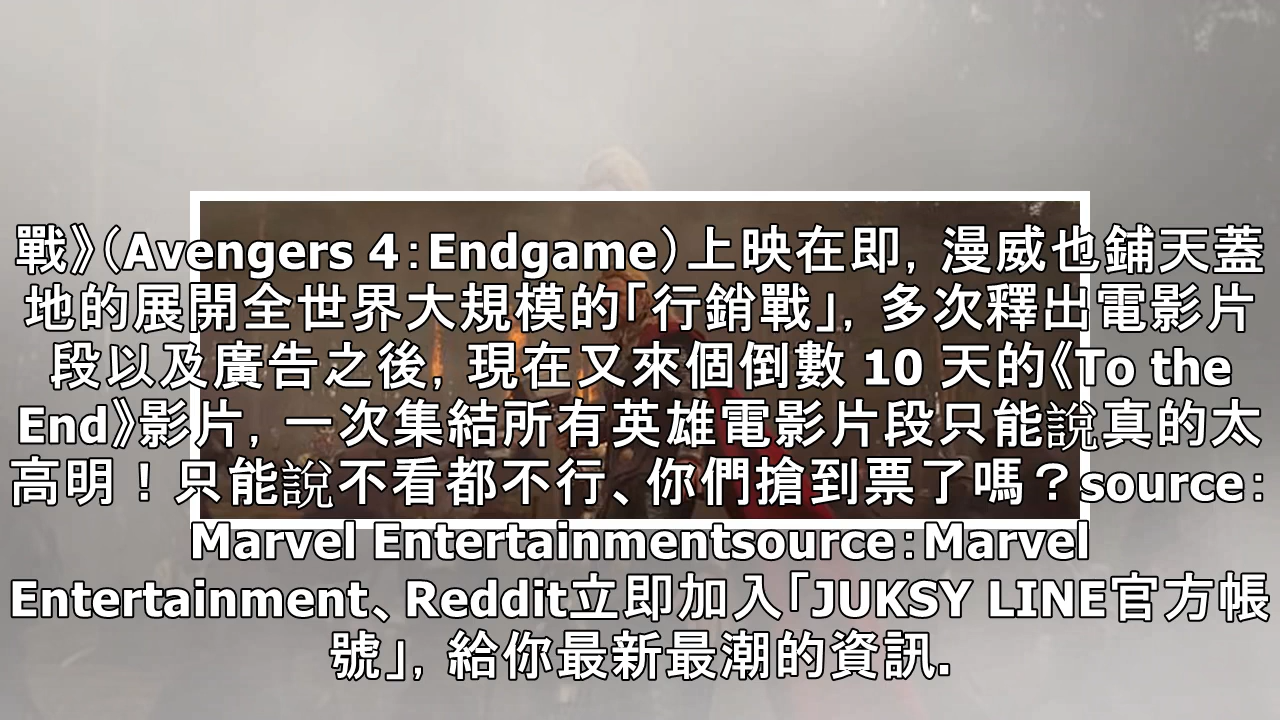 戰》（Avengers 4：Endgame）上映在即，漫威也鋪天蓋
地的展開全世界大規模的「行銷戰」，多次釋出電影片
段以及廣告之後，現在又來個倒數 10 天的《To the
End》影片，一次集結所有英雄電影片段只能說真的太
高明！只能說不看都不行、你們搶到票了嗎？source：
Marvel Entertainmentsource：Marvel
Entertainment、Reddit立即加入「JUKSY LINE官方帳
號」，給你最新最潮的資訊.